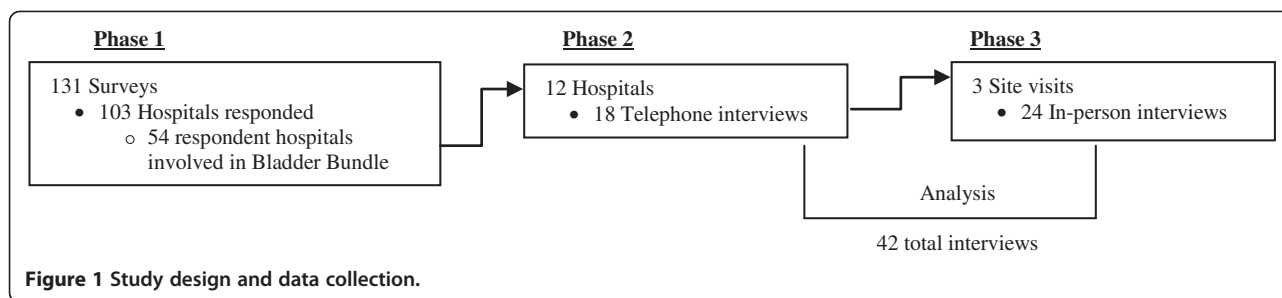 Phase 1
131 Surveys
• 103 Hospitals responded
o 54 respondent hospitals
involved in Bladder Bundle
Phase 2
12 Hospitals
• 18 Telephone interviews
Phase 3
3 Site visits
• 24 In-person interviews
Analysis
42 total interviews
Figure 1 Study design and data collection.